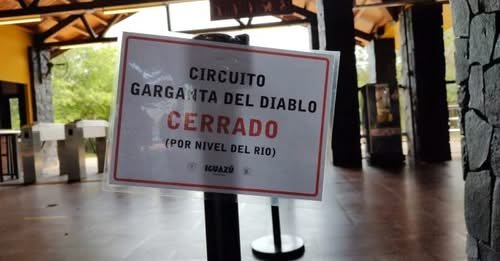 CIRCUITO
GARGANTA DEL DIABLO
CERRADO
(POR NIVEL DEL RIO)
IGUAZÚ